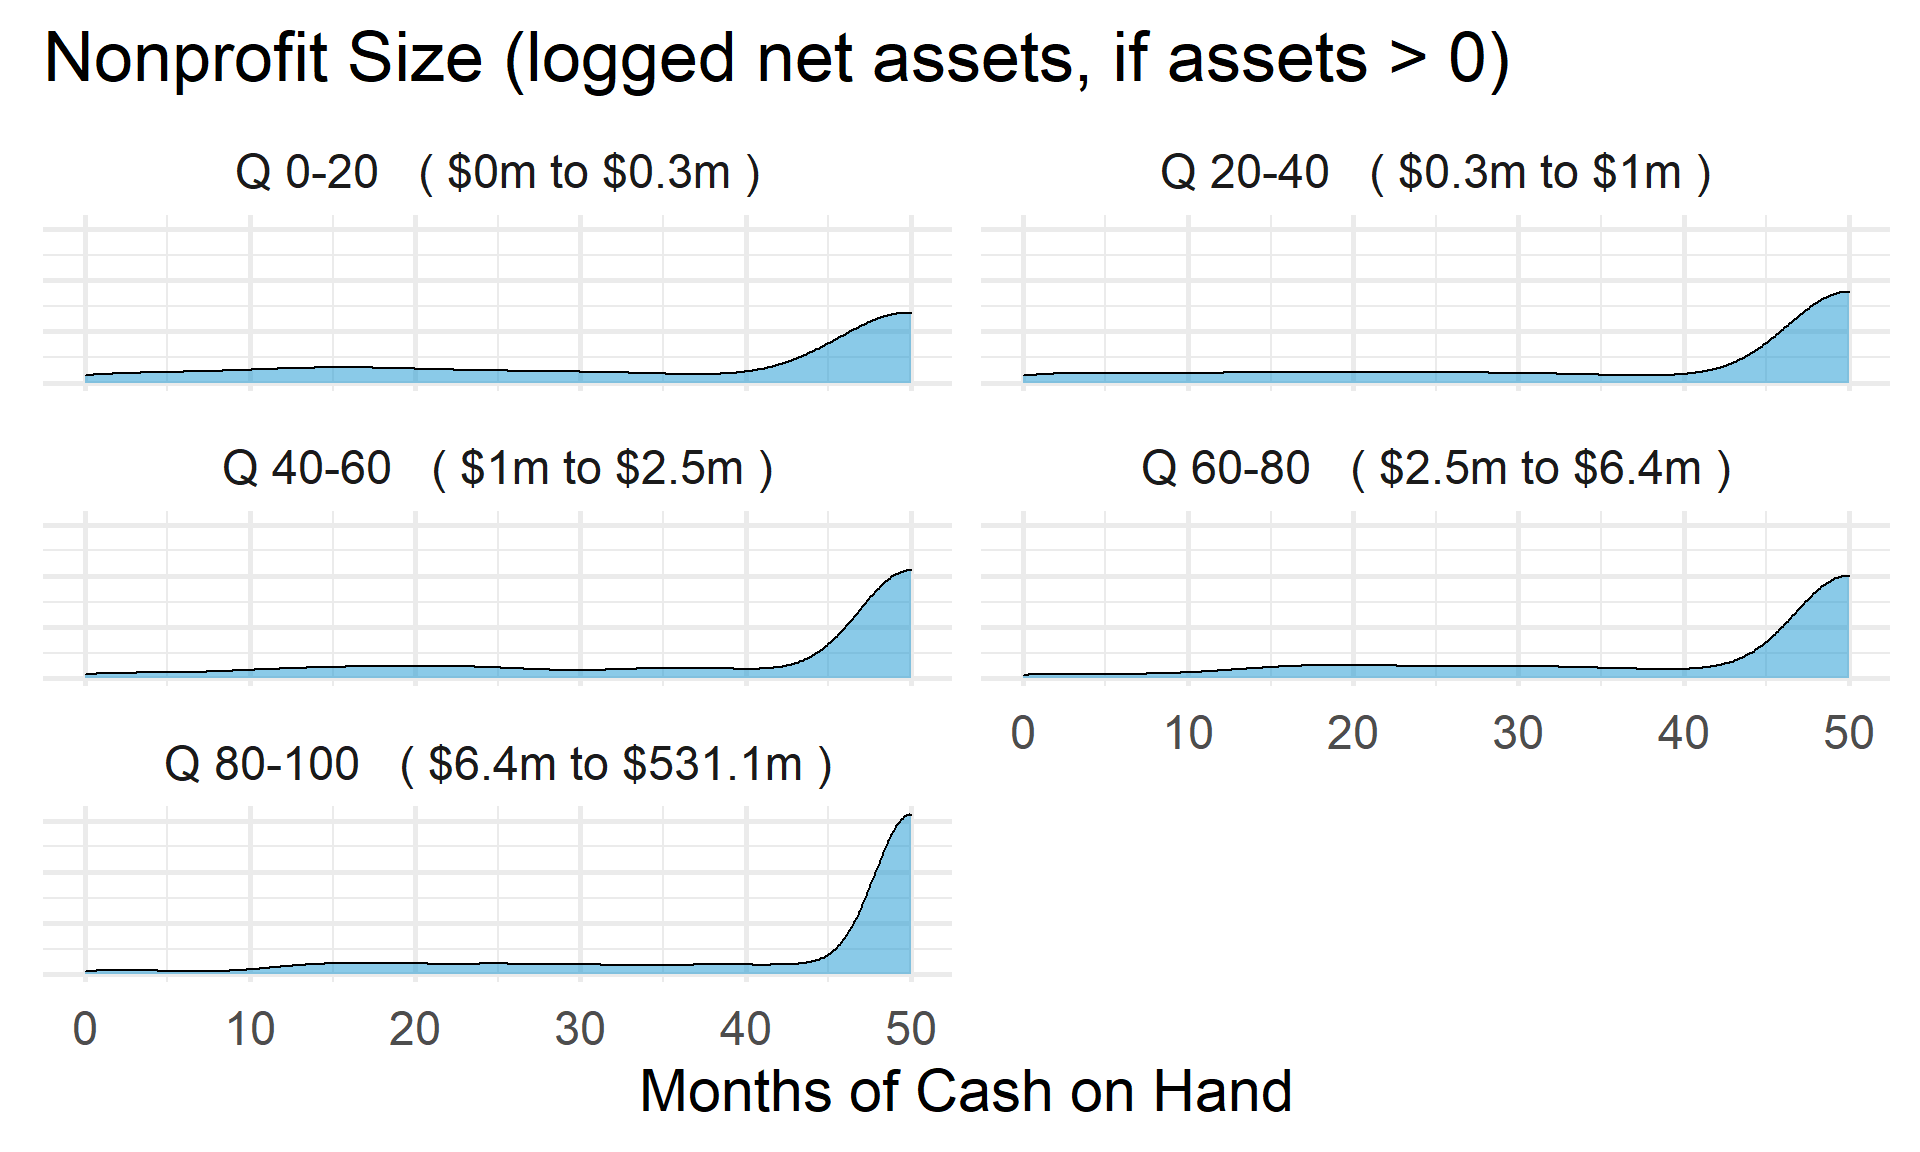 Nonprofit Size (logged net assets, if assets > 0)
Q 0-20 ( $0m to $0.3m )
Q 20-40 ( $0.3m to $1m )
Q 40-60 ( $1m to $2.5m )
Q 60-80 ( $2.5m to $6.4m )
0 10 20 30 40 50
Q 80-100 ( $6.4m to $531.1m )
0 10 20 30 40 50
Months of Cash on Hand